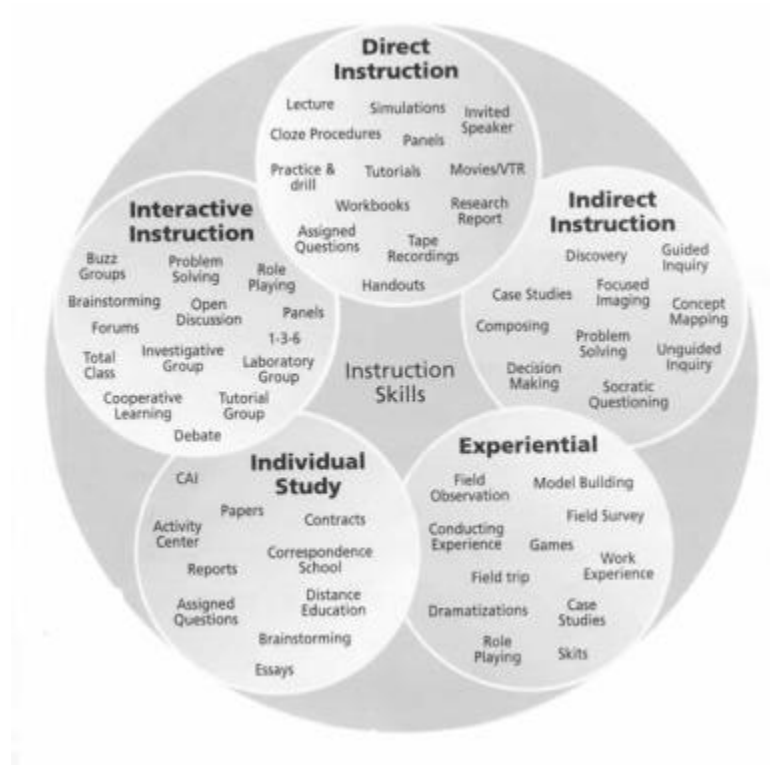 Direct
Instruction
Lecture
Simulations
Invited
Speaker
Cloze Procedures
Panels
Practice &
drill
Tutorials
Movies/VTR
Workbooks
Research
Report
Assigned
Questions
Tape
Recordings
Handouts
Interactive
Instruction
Buzz
Groups
Problem
Solving
Role
Playing
Brainstorming
Open
Discussion
Panels
Forums
1-3-6
Total
Class
Investigative
Group
Laboratory
Group
Cooperative
Learning
Tutorial
Group
Debate
Indirect
Instruction
Discovery
Guided
Inquiry
Case Studies
Focused
Imaging
Concept
Mapping
Composing
Problem
Solving
Unguided
Inquiry
Decision
Making
Socratic
Questioning
Instruction
Skills
Individual
Study
CAI
Papers
Contracts
Activity
Center
Correspondence
School
Reports
Distance
Education
Assigned
Questions
Brainstorming
Essays
Experiential
Field
Observation
Model Building
Field Survey
Conducting
Experience
Games
Work
Experience
Field trip
Dramatizations
Case
Studies
Role
Playing
Skits